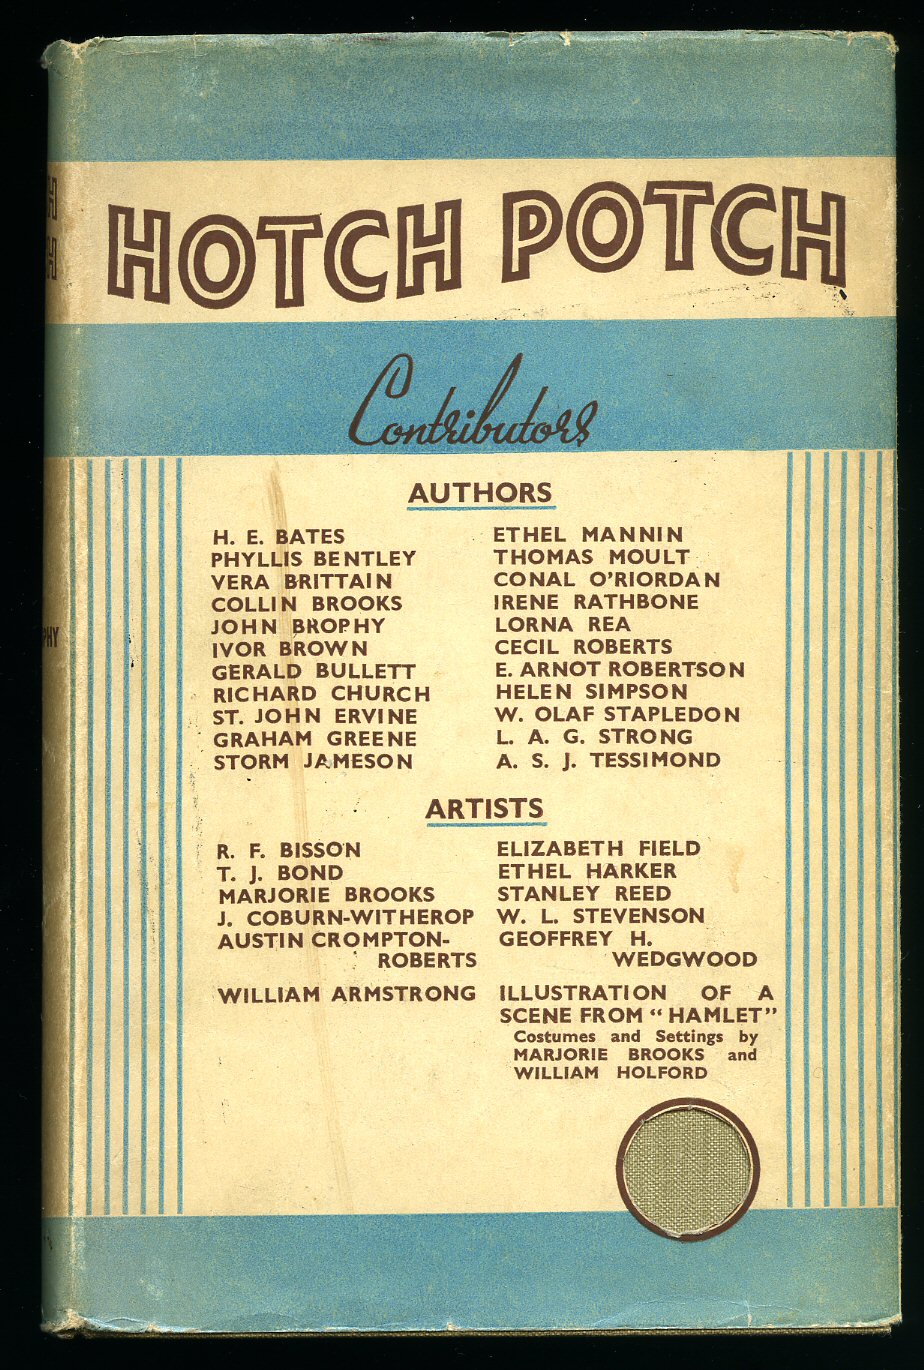 HOTCH POTCH
Contributors
AUTHORS
H. E. BATES
PHYLLIS BENTLEY
VERA BRITTAIN
COLLIN BROOKS
JOHN BROPHY
IVOR BROWN
GERALD BULLETT
RICHARD CHURCH
ST. JOHN ERVINE
GRAHAM GREENE
STORM JAMESON
ETHEL MANNIN
THOMAS MOULT
CONAL O'RIORDAN
IRENE RATHBONE
LORNA REA
CECIL ROBERTS
E. ARNOT ROBERTSON
HELEN SIMPSON
W. OLAF STAPLEDON
L. A. G. STRONG
A. S. J. TESSIMOND
ARTISTS
R. F. BISSON
T. J. BOND
MARJORIE BROOKS
J. COBURN-WITHEROP
AUSTIN CROMPTON-
ROBERTS
WILLIAM ARMSTRONG
ELIZABETH FIELD
ETHEL HARKER
STANLEY REED
W. L. STEVENSON
GEOFFREY H.
WEDGWOOD
ILLUSTRATION OF A
SCENE FROM "HAMLET"
Costumes and Settings by
MARJORIE BROOKS and
WILLIAM HOLFORD